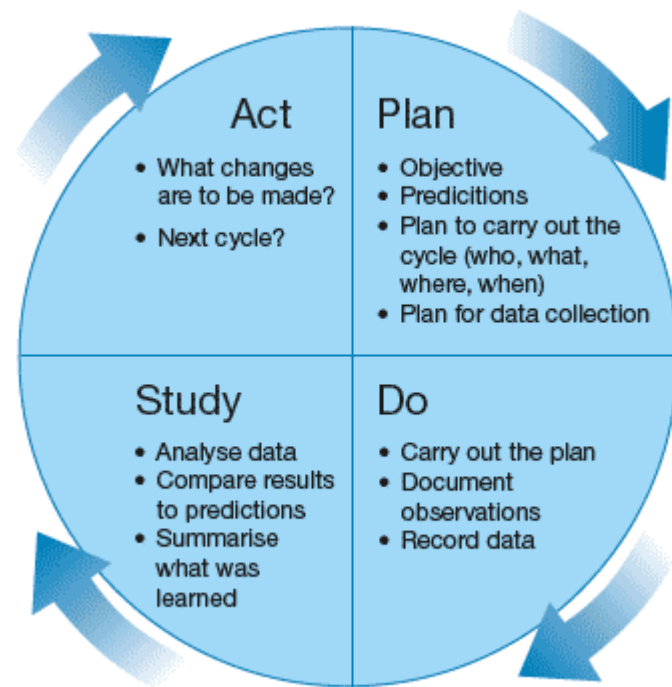 Act
• What changes
are to be made?
• Next cycle?
Plan
• Objective
• Predicitions
• Plan to carry out the
cycle (who, what,
where, when)
• Plan for data collection
Study
• Analyse data
• Compare results
to predictions
• Summarise
what was
learned
Do
• Carry out the plan
• Document
observations
• Record data